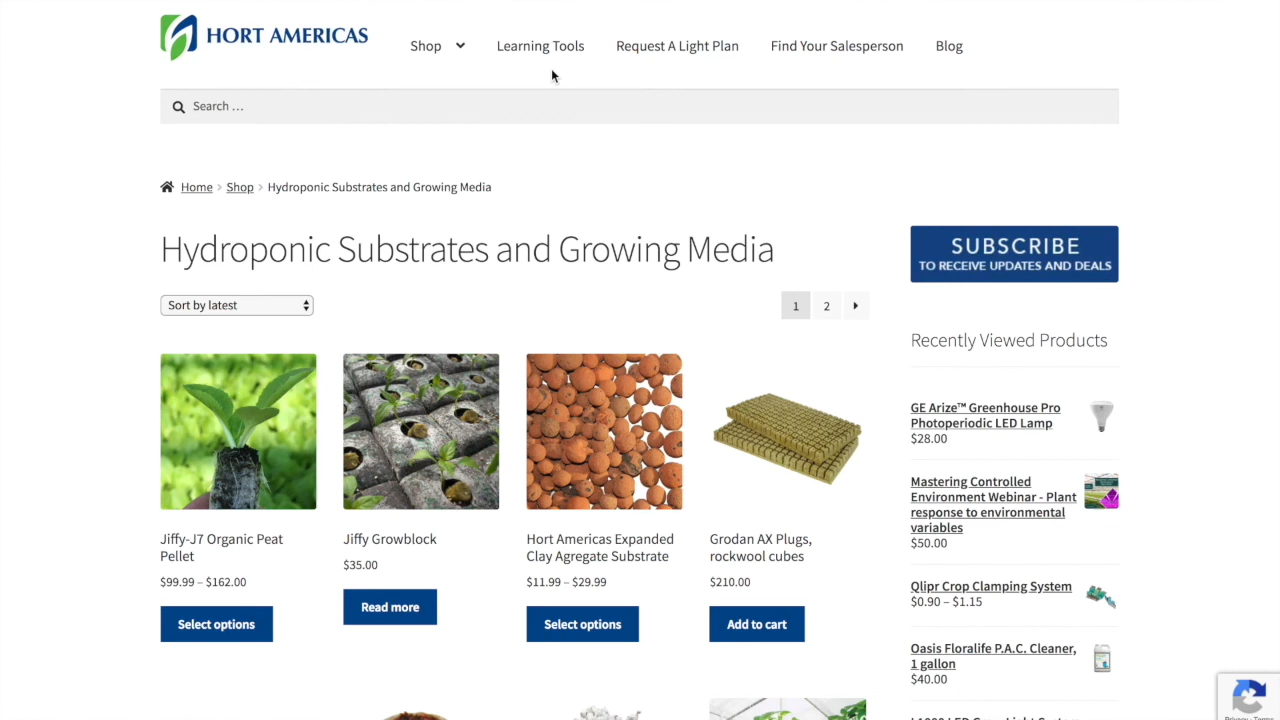 HORT AMERICAS
Shop
Learning Tools
Request A Light Plan
Find Your Salesperson
Blog
Search …
Home
Shop
Hydroponic Substrates and Growing Media
Hydroponic Substrates and Growing Media
Sort by latest
1
2
Jiffy-J7 Organic Peat
Pellet
$99.99 – $162.00
Select options
Jiffy Growblock
$35.00
Read more
Hort Americas Expanded
Clay Agregate Substrate
$11.99 – $29.99
Select options
Grodan AX Plugs,
rockwool cubes
$210.00
Add to cart
SUBSCRIBE
TO RECEIVE UPDATES AND DEALS
Recently Viewed Products
GE Arize™ Greenhouse Pro
Photoperiodic LED Lamp
$28.00
Mastering Controlled
Environment Webinar - Plant
response to environmental
variables
$50.00
Qlipr Crop Clamping System
$0.90 – $1.15
Oasis Floralife P.A.C. Cleaner,
1 gallon
$40.00